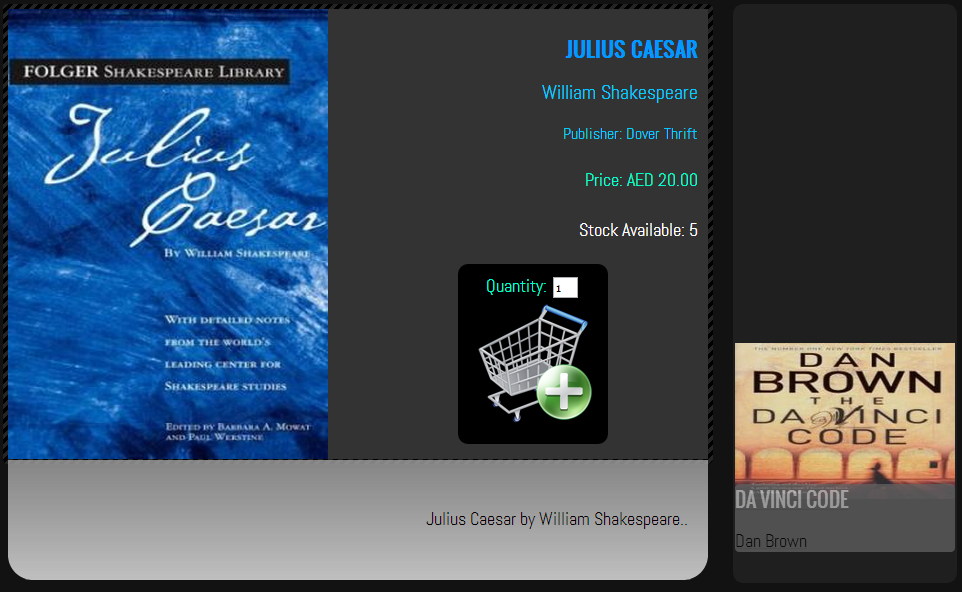 FOLGER SHAKESPEARE LIBRARY
Julius
Caesar
BY WILLIAM SHAKESPEARE
WITH DETAILED NOTES
FROM THE WORLD'S
LEADING CENTER FOR
SHAKESPEARE STUDIES
EDITED BY BARBARA A. MOWAT
AND PAUL WERSTINE
JULIUS CAESAR
William Shakespeare
Publisher: Dover Thrift
Price: AED 20.00
Stock Available: 5
Quantity: 1
Julius Caesar by William Shakespeare..
THE NUMBER ONE NEW YORK TIMES BESTSELLER
DAN
BROWN
THE
DA VINCI
CODE
DA VINCI CODE
Dan Brown